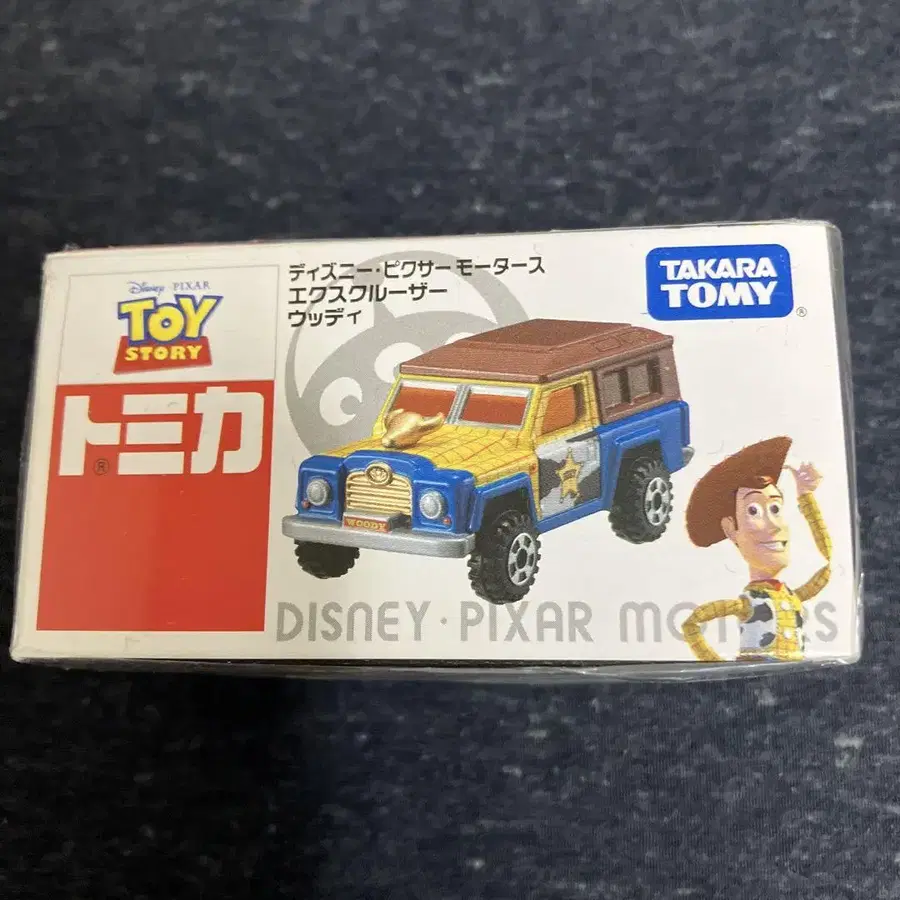 Disney · PIXAR
TOY
STORY
トミカ
®
ディズニー・ピクサー モータース
エクスクルーザー
ウッディ
TAKARA
TOMY
®
WOODY
DISNEY · PIXAR MOTORS